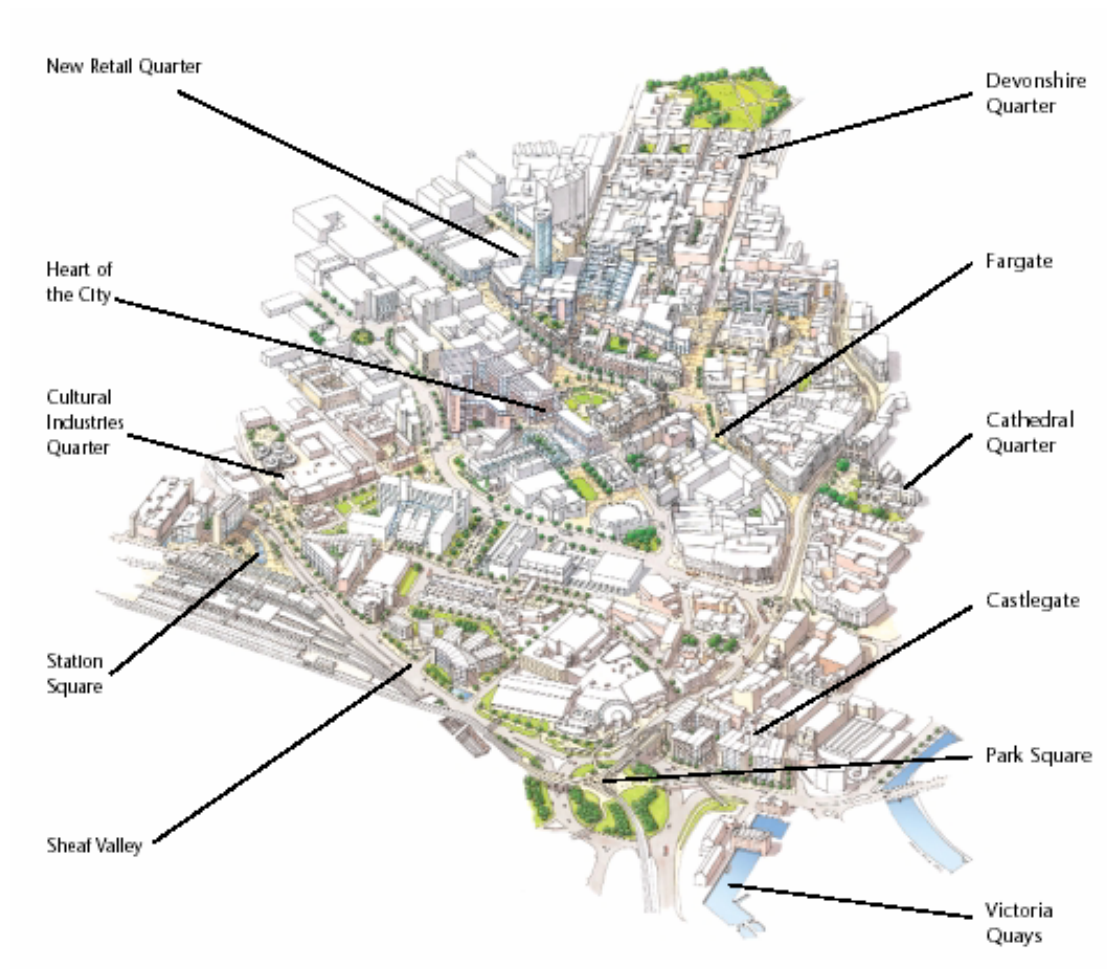 New Retail Quarter
Devonshire
Quarter
Heart of
the City
Fargate
Cultural
Industries
Quarter
Cathedral
Quarter
Castlegate
Station
Square
Park Square
Sheaf Valley
Victoria
Quays